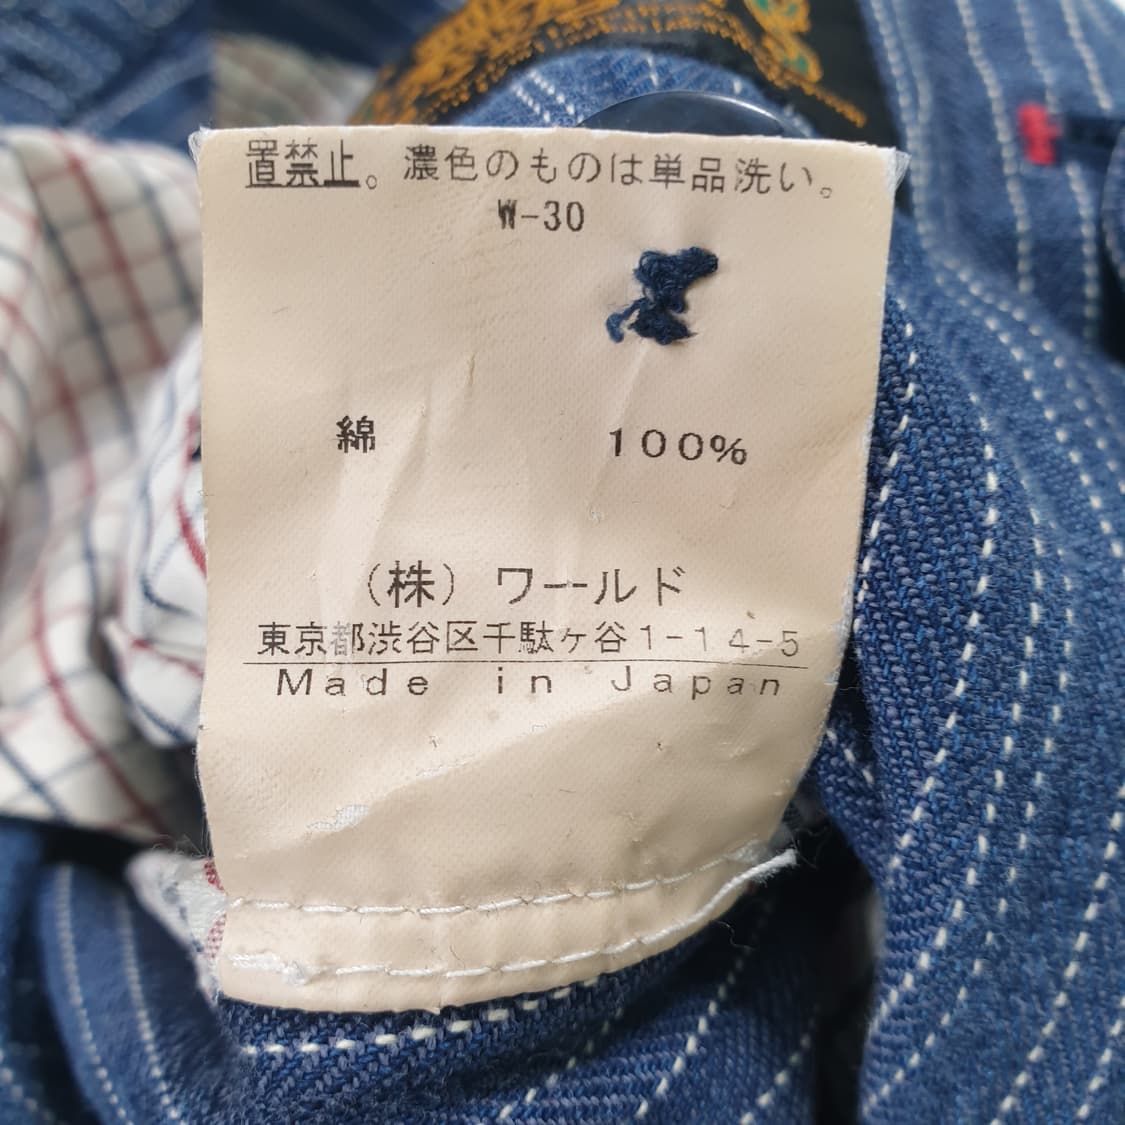 置禁止。濃色のものは単品洗い。
W-30
綿 100%
（株）ワールド
東京都渋谷区千駄ヶ谷1-14-5
Made in Japan